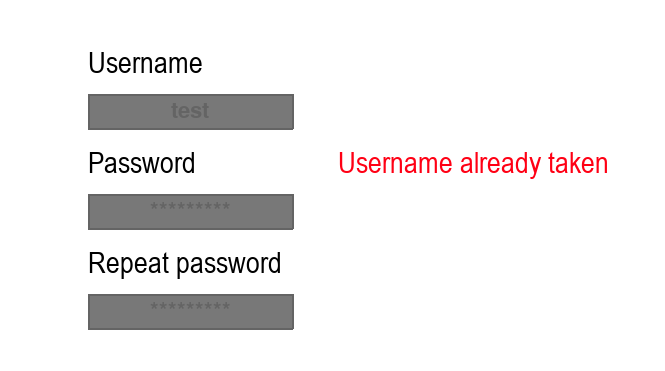 Username
test
Password
Username already taken
*********
Repeat password
*********